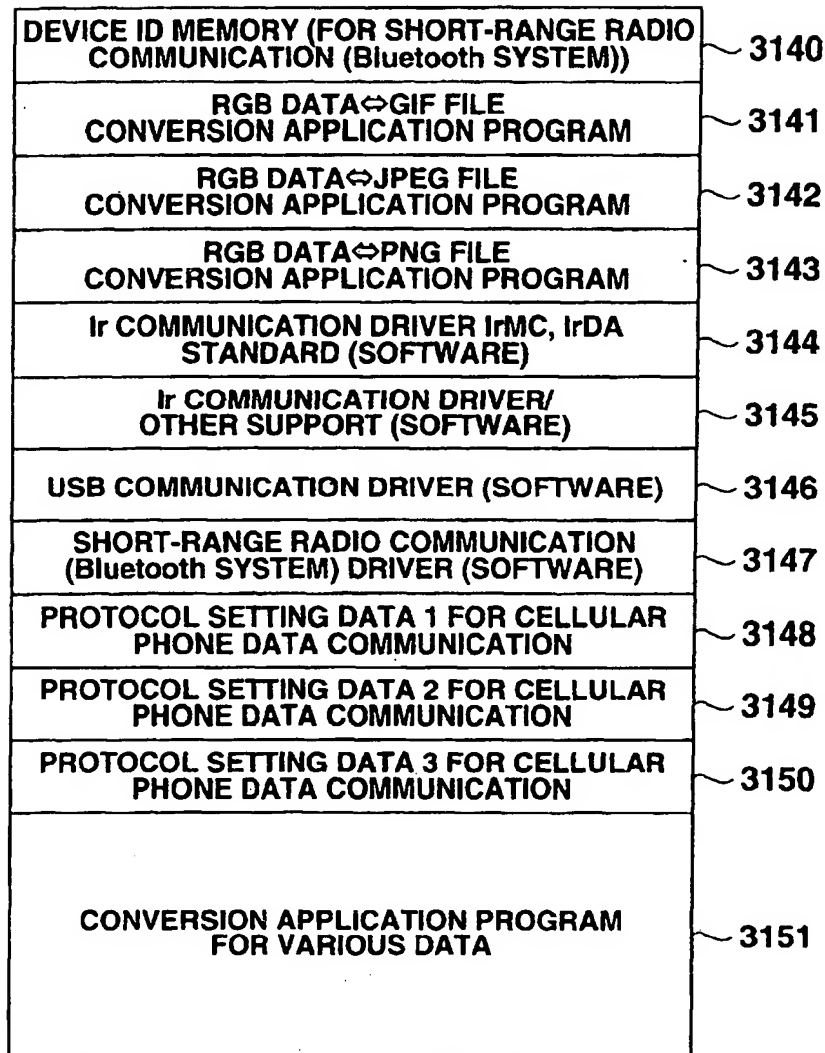 DEVICE ID MEMORY (FOR SHORT-RANGE RADIO
COMMUNICATION (Bluetooth SYSTEM))
3140
RGB DATA⇔GIF FILE
CONVERSION APPLICATION PROGRAM
3141
RGB DATA⇔JPEG FILE
CONVERSION APPLICATION PROGRAM
3142
RGB DATA⇔PNG FILE
CONVERSION APPLICATION PROGRAM
3143
Ir COMMUNICATION DRIVER IrMC, IrDA
STANDARD (SOFTWARE)
3144
Ir COMMUNICATION DRIVER/
OTHER SUPPORT (SOFTWARE)
3145
USB COMMUNICATION DRIVER (SOFTWARE)
3146
SHORT-RANGE RADIO COMMUNICATION
(Bluetooth SYSTEM) DRIVER (SOFTWARE)
3147
PROTOCOL SETTING DATA 1 FOR CELLULAR
PHONE DATA COMMUNICATION
3148
PROTOCOL SETTING DATA 2 FOR CELLULAR
PHONE DATA COMMUNICATION
3149
PROTOCOL SETTING DATA 3 FOR CELLULAR
PHONE DATA COMMUNICATION
3150
CONVERSION APPLICATION PROGRAM
FOR VARIOUS DATA
3151